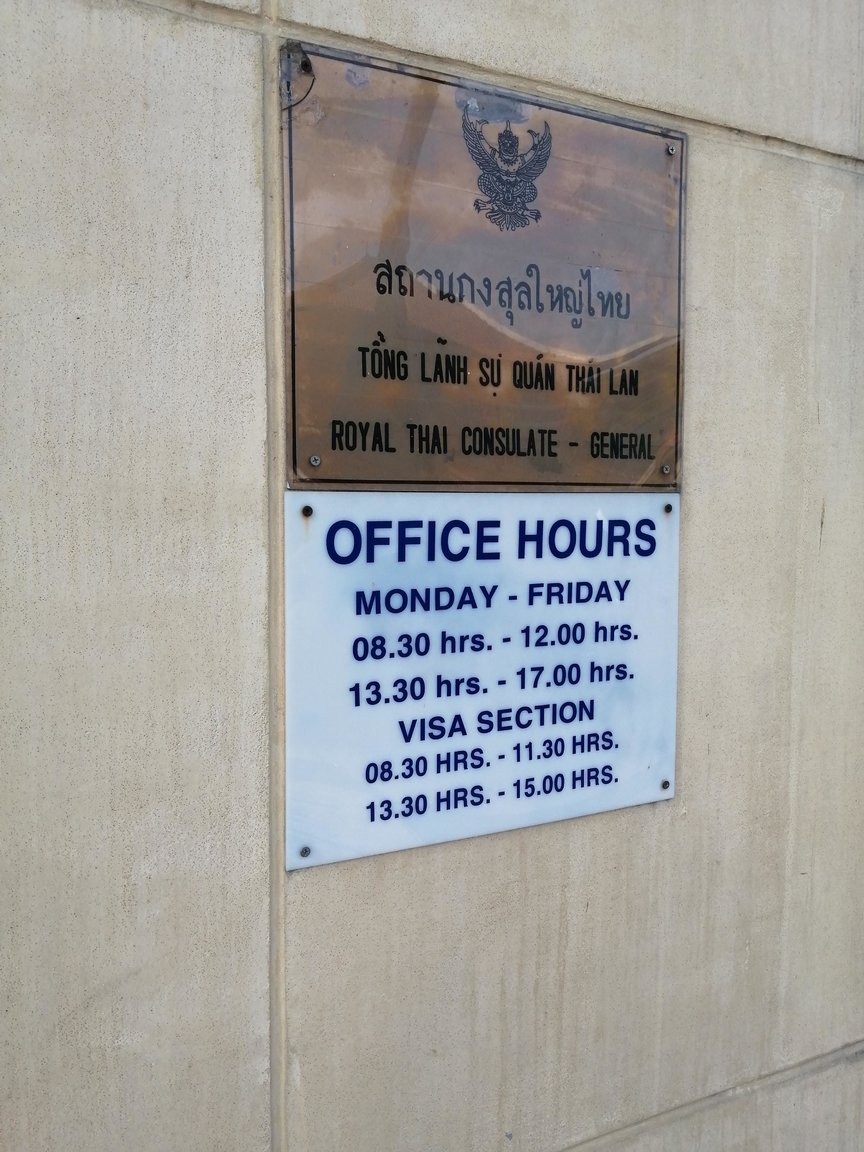 สถานกงสุลใหญ่ไทย
TỔNG LÃNH SỰ QUÁN THÁI LAN
ROYAL THAI CONSULATE - GENERAL
OFFICE HOURS
MONDAY - FRIDAY
08.30 hrs. - 12.00 hrs.
13.30 hrs. - 17.00 hrs.
VISA SECTION
08.30 HRS. - 11.30 HRS.
13.30 HRS. - 15.00 HRS.